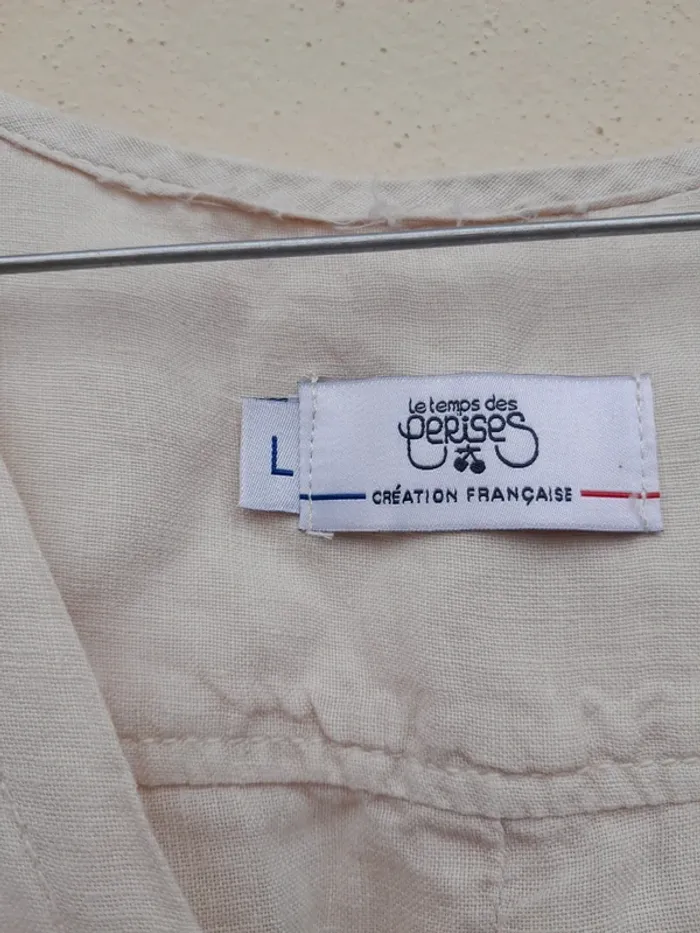 L
le temps des
cerises
CRÉATION FRANÇAISE